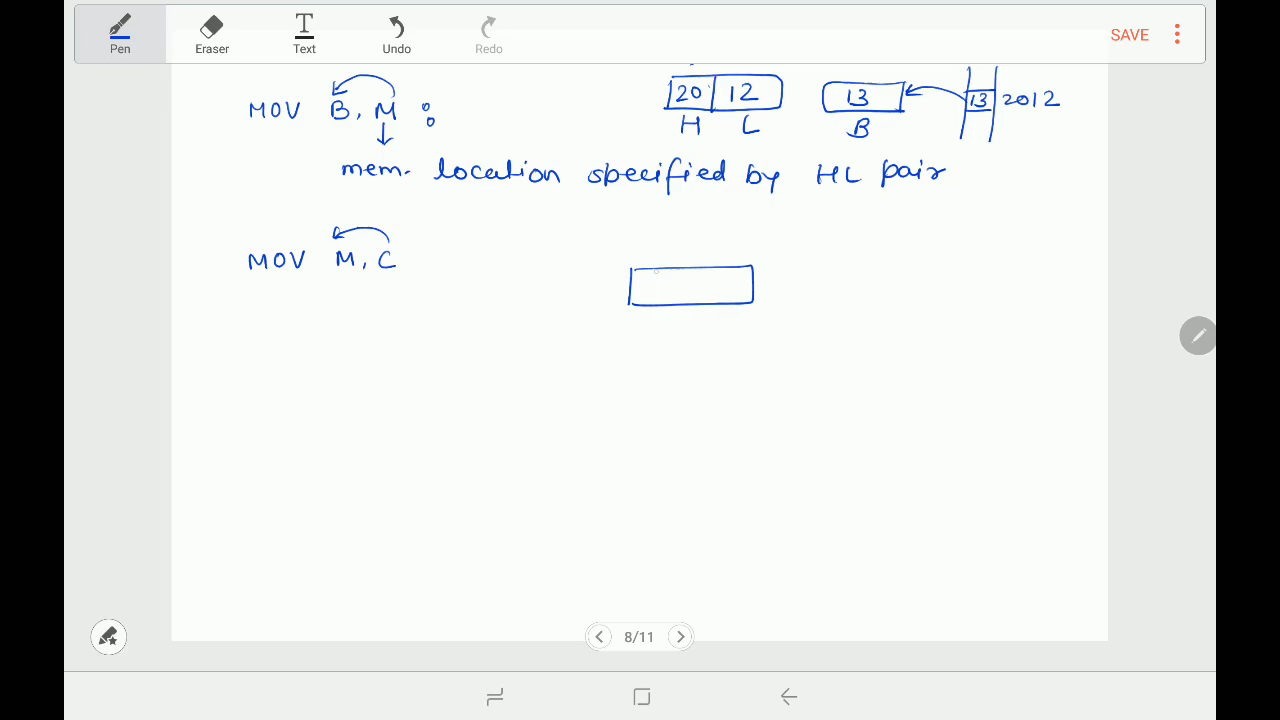 Pen Eraser Text Undo Redo SAVE
MOV B, M : 20 12 13 13 2012
H L B
mem. location specified by HL pair
MOV M, C
8/11